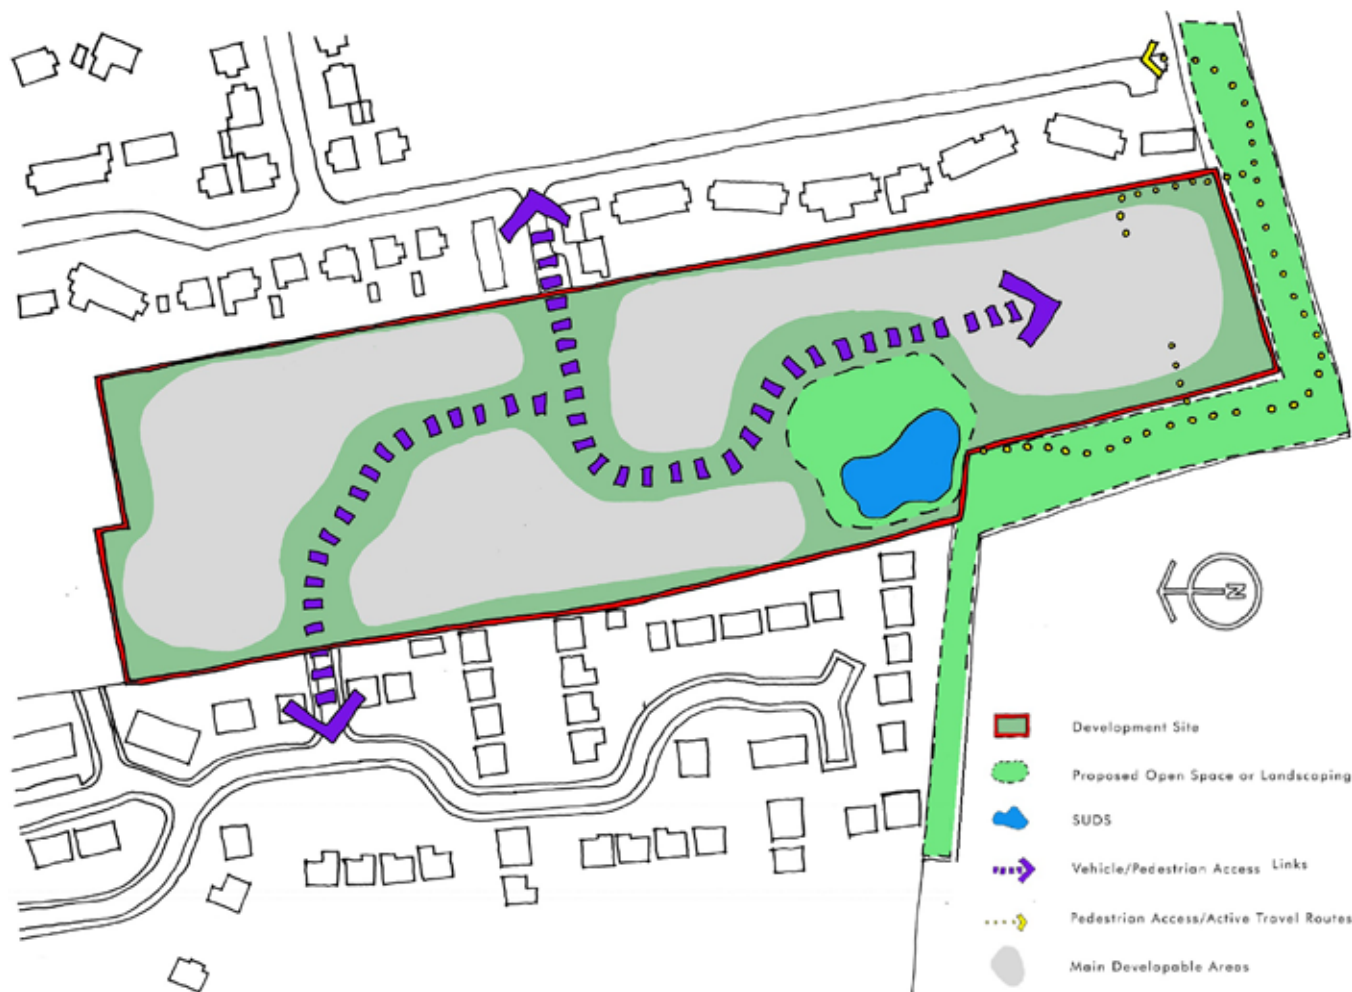 N
Development Site
Proposed Open Space or Landscaping
SUDS
Vehicle/Pedestrian Access Links
Pedestrian Access/Active Travel Routes
Main Developable Areas